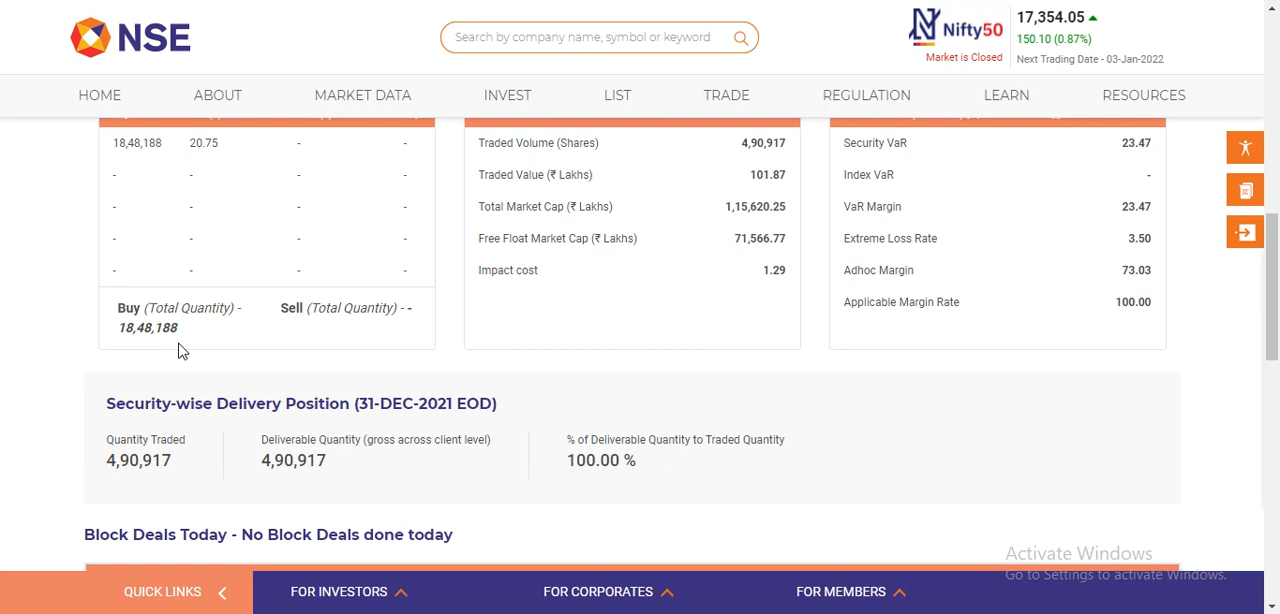 NSE
Search by company name, symbol or keyword
Nifty50
Market is Closed
17,354.05
150.10 (0.87%)
Next Trading Date - 03-Jan-2022
HOME ABOUT MARKET DATA INVEST LIST TRADE REGULATION LEARN RESOURCES
18,48,188 20.75 - -
- - - -
- - - -
- - - -
- - - -
Buy (Total Quantity) - Sell (Total Quantity) - -
18,48,188
Traded Volume (Shares) 4,90,917
Traded Value (₹ Lakhs) 101.87
Total Market Cap (₹ Lakhs) 1,15,620.25
Free Float Market Cap (₹ Lakhs) 71,566.77
Impact cost 1.29
Security VaR 23.47
Index VaR -
VaR Margin 23.47
Extreme Loss Rate 3.50
Adhoc Margin 73.03
Applicable Margin Rate 100.00
Security-wise Delivery Position (31-DEC-2021 EOD)
Quantity Traded
4,90,917
Deliverable Quantity (gross across client level)
4,90,917
% of Deliverable Quantity to Traded Quantity
100.00 %
Block Deals Today - No Block Deals done today
Activate Windows
Go to Settings to activate Windows.
QUICK LINKS FOR INVESTORS FOR CORPORATES FOR MEMBERS